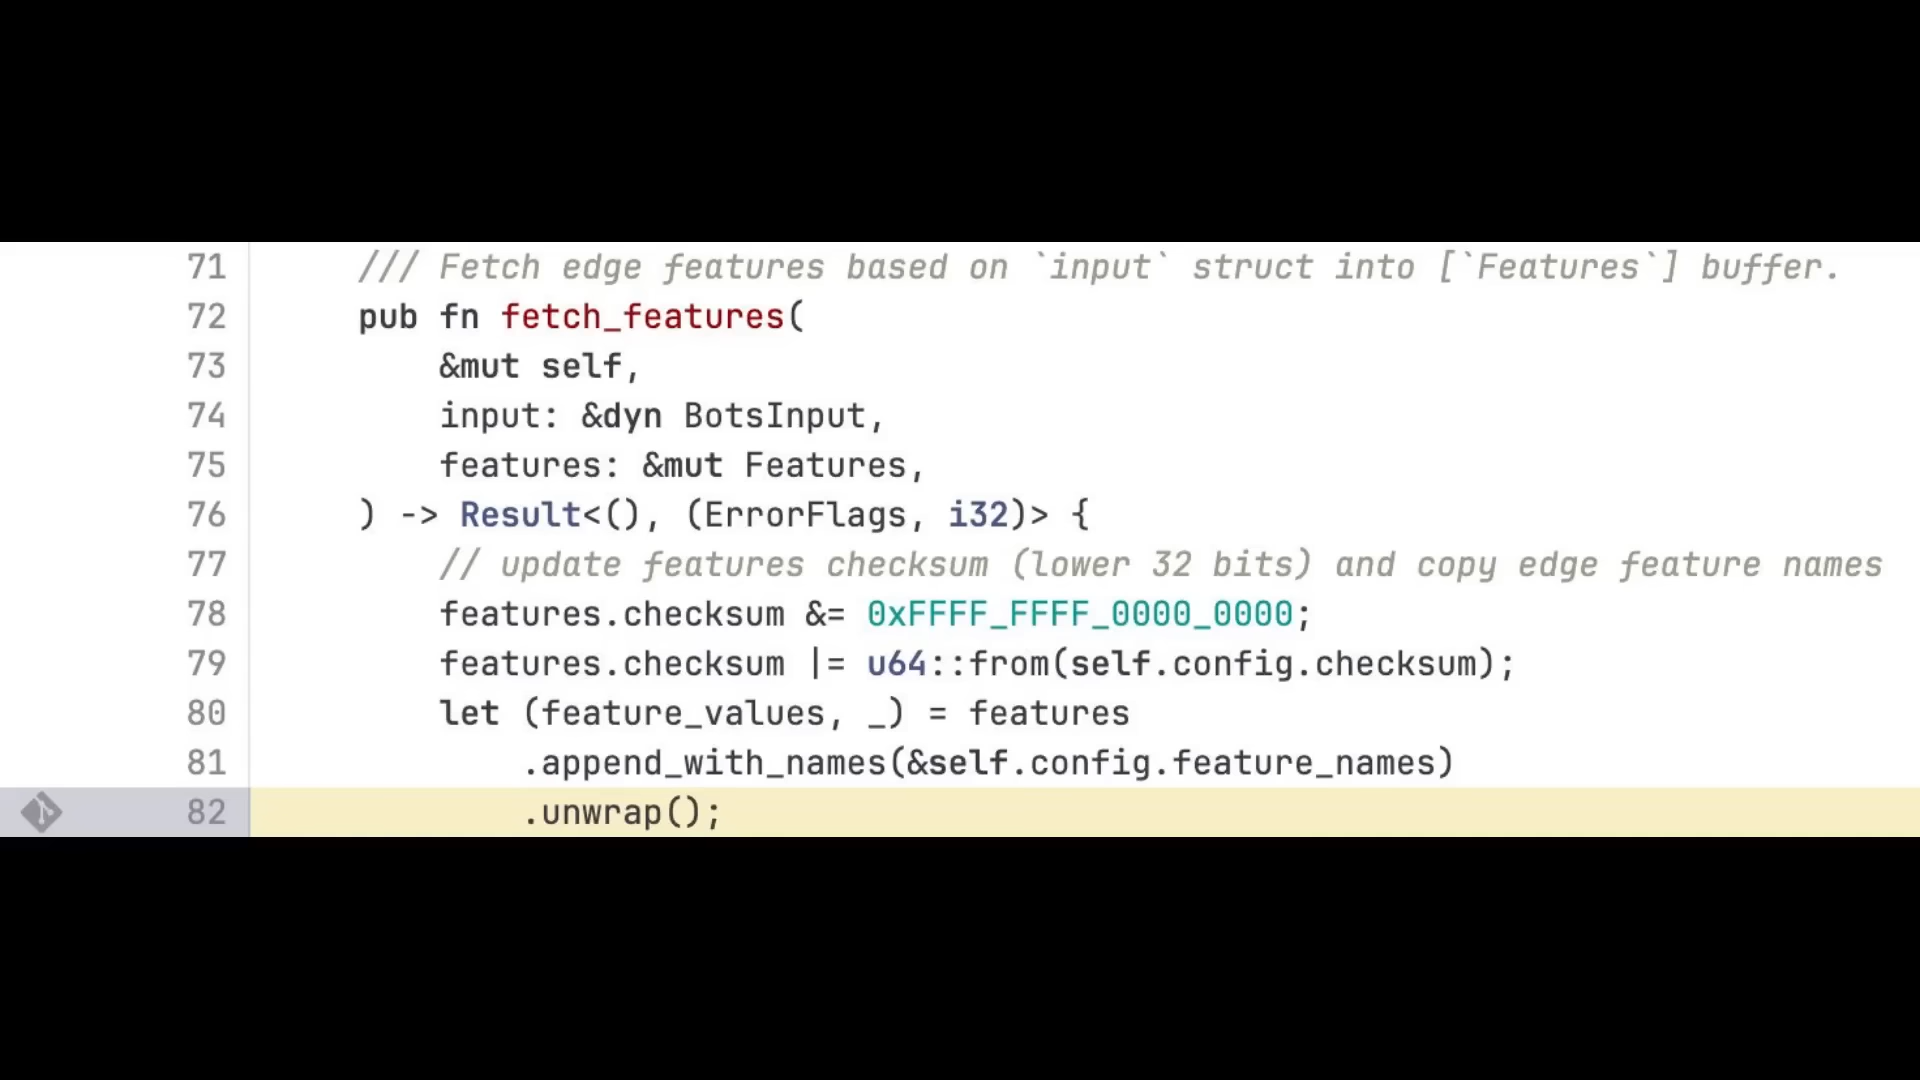 71 /// Fetch edge features based on `input` struct into [`Features`] buffer.
72 pub fn fetch_features(
73 &mut self,
74 input: &dyn BotsInput,
75 features: &mut Features,
76 ) -> Result<(), (ErrorFlags, i32)> {
77 // update features checksum (lower 32 bits) and copy edge feature names
78 features.checksum &= 0xFFFF_FFFF_0000_0000;
79 features.checksum |= u64::from(self.config.checksum);
80 let (feature_values, _) = features
81 .append_with_names(&self.config.feature_names)
82 .unwrap();